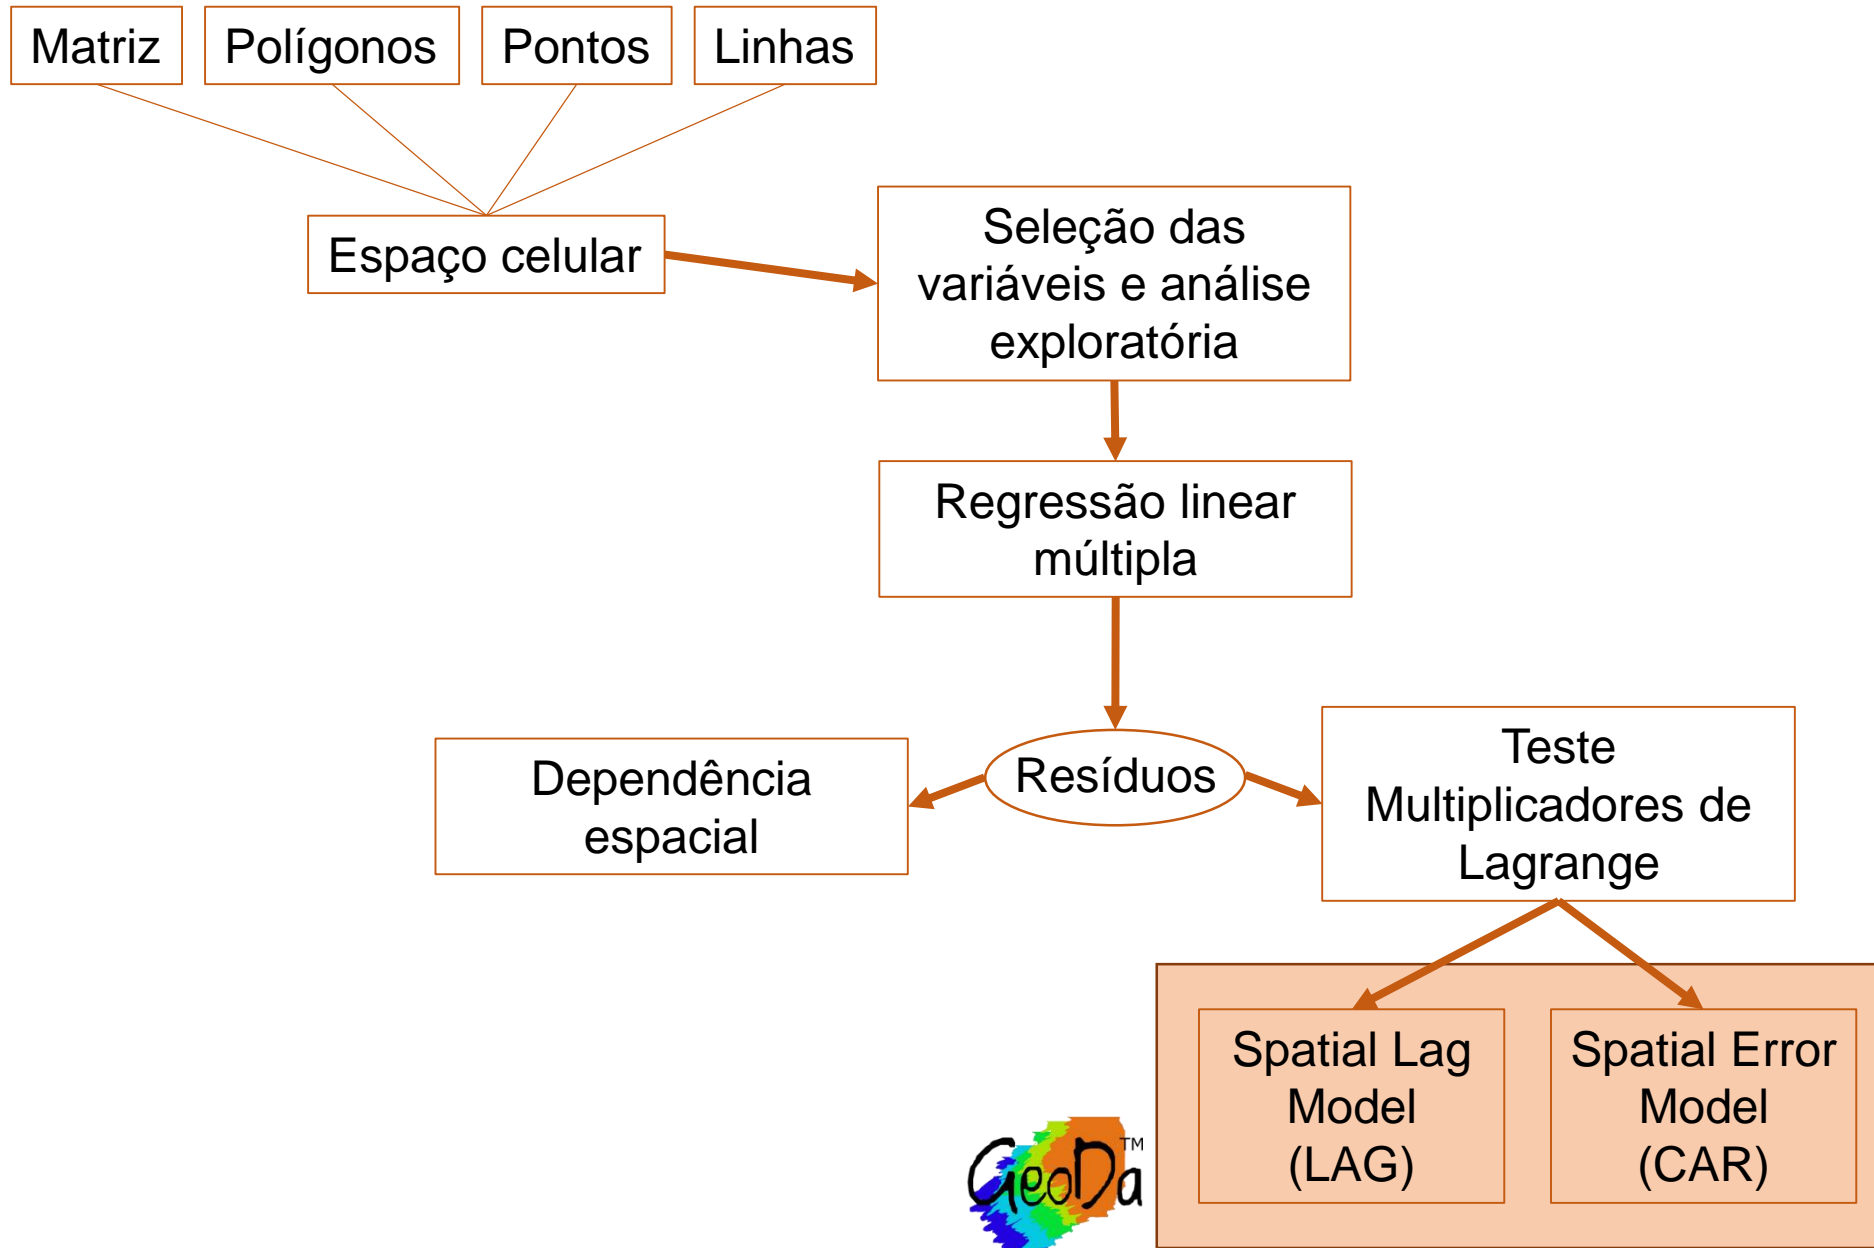 Matriz
Polígonos
Pontos
Linhas
Espaço celular
Seleção das
variáveis e análise
exploratória
Regressão linear
múltipla
Resíduos
Dependência
espacial
Teste
Multiplicadores de
Lagrange
Spatial Lag
Model
(LAG)
Spatial Error
Model
(CAR)
GeoDa TM